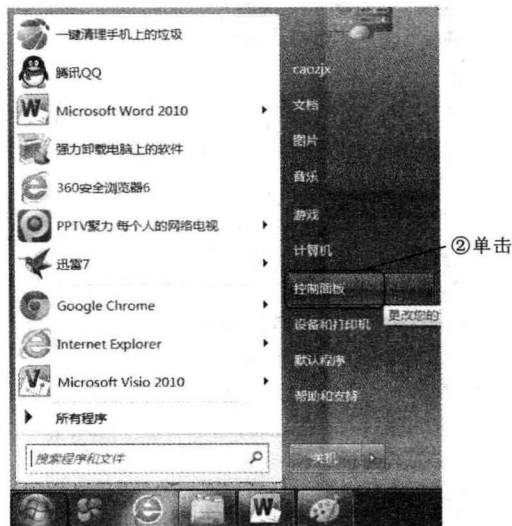 一键清理手机上的垃圾
腾讯QQ
Microsoft Word 2010
强力卸载电脑上的软件
360安全浏览器6
PPTV聚力 每个人的网络电视
迅雷7
Google Chrome
Internet Explorer
Microsoft Visio 2010
所有程序
搜索程序和文件
caozjx
文档
图片
音乐
游戏
计算机
控制面板
更改您的
设备和打印机
默认程序
帮助和支持
关机
②单击